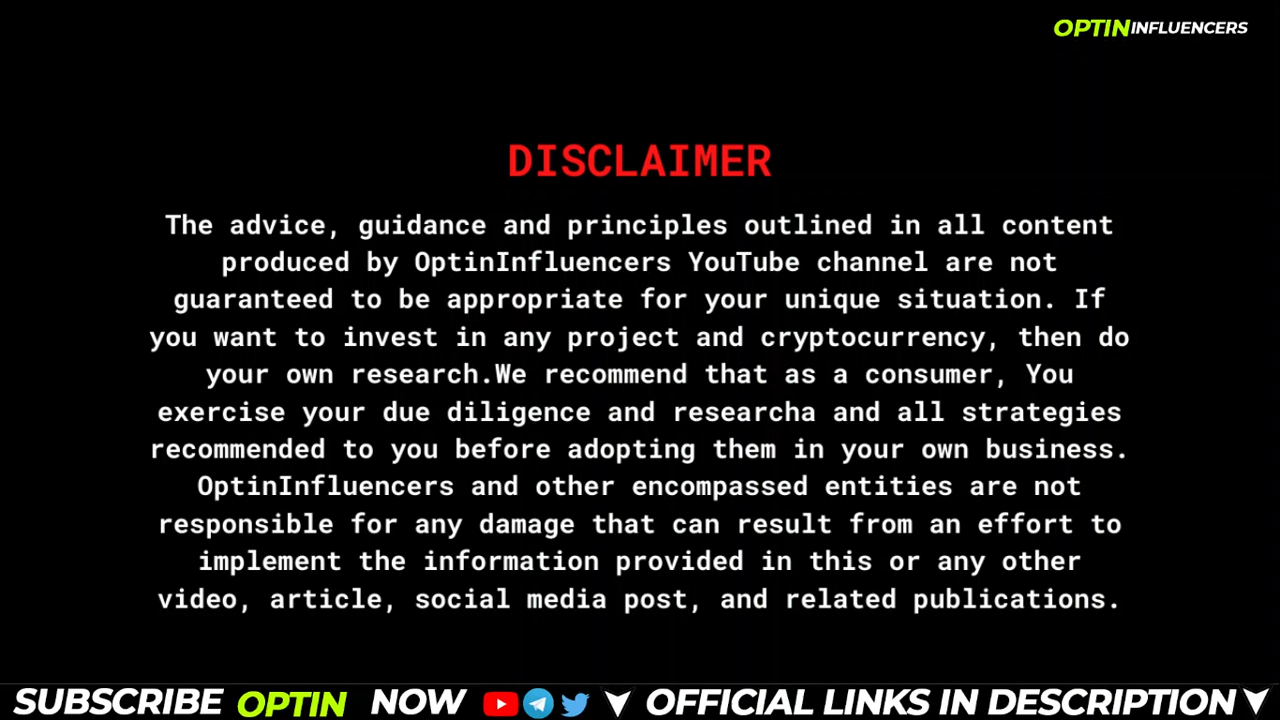 OPTININFLUENCERS
DISCLAIMER
The advice, guidance and principles outlined in all content
produced by OptinInfluencers YouTube channel are not
guaranteed to be appropriate for your unique situation. If
you want to invest in any project and cryptocurrency, then do
your own research.We recommend that as a consumer, You
exercise your due diligence and researcha and all strategies
recommended to you before adopting them in your own business.
OptinInfluencers and other encompassed entities are not
responsible for any damage that can result from an effort to
implement the information provided in this or any other
video, article, social media post, and related publications.
SUBSCRIBE OPTIN NOW OFFICIAL LINKS IN DESCRIPTION